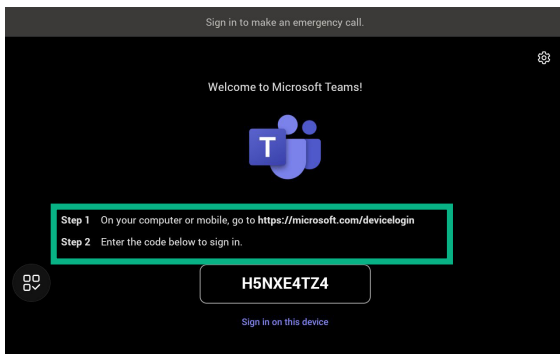 Sign in to make an emergency call.
Welcome to Microsoft Teams!
T
Step 1 On your computer or mobile, go to https://microsoft.com/devicelogin
Step 2 Enter the code below to sign in.
H5NXE4TZ4
Sign in on this device